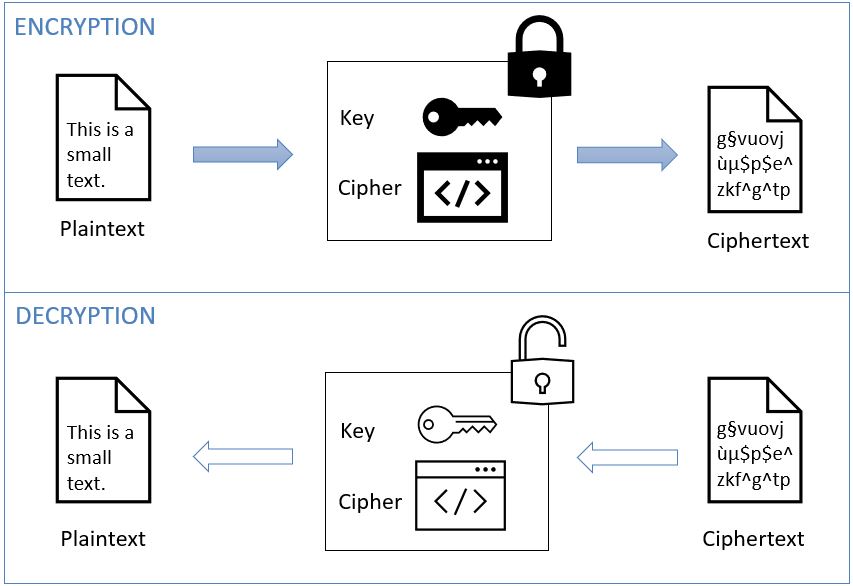 ENCRYPTION
This is a
small
text.
Plaintext
Key
Cipher
</>
g§vuovj
ùµ$p$e^
zkf^g^tp
Ciphertext
DECRYPTION
This is a
small
text.
Plaintext
Key
Cipher
</>
g§vuovj
ùµ$p$e^
zkf^g^tp
Ciphertext